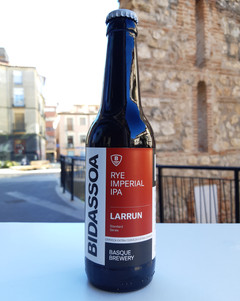 BIDASSOA
B
RYE
IMPERIAL
IPA
LARRUN
BASQUE
BREWERY